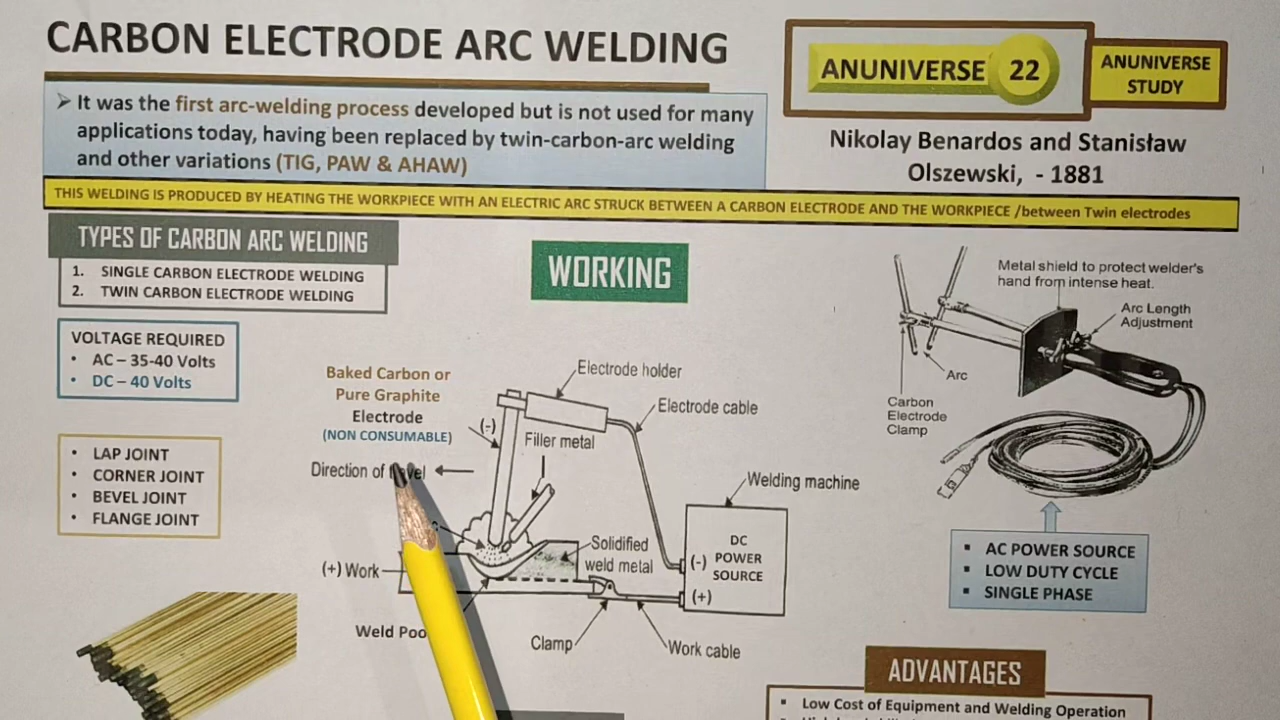 CARBON ELECTRODE ARC WELDING
ANUNIVERSE 22
ANUNIVERSE
STUDY
➢ It was the first arc-welding process developed but is not used for many
applications today, having been replaced by twin-carbon-arc welding
and other variations (TIG, PAW & AHAW)
Nikolay Benardos and Stanisław
Olszewski, - 1881
THIS WELDING IS PRODUCED BY HEATING THE WORKPIECE WITH AN ELECTRIC ARC STRUCK BETWEEN A CARBON ELECTRODE AND THE WORKPIECE /between Twin electrodes
TYPES OF CARBON ARC WELDING
1. SINGLE CARBON ELECTRODE WELDING
2. TWIN CARBON ELECTRODE WELDING
VOLTAGE REQUIRED
• AC – 35-40 Volts
• DC – 40 Volts
• LAP JOINT
• CORNER JOINT
• BEVEL JOINT
• FLANGE JOINT
WORKING
Baked Carbon or
Pure Graphite
Electrode
(NON CONSUMABLE)
Direction of
(-)
Electrode holder
Electrode cable
Filler metal
Welding machine
Solidified
weld metal
DC
POWER
SOURCE
(-)
(+)
(+) Work
Weld
Clamp
Work cable
Metal shield to protect welder's
hand from intense heat.
Arc Length
Adjustment
Arc
Carbon
Electrode
Clamp
▪ AC POWER SOURCE
▪ LOW DUTY CYCLE
▪ SINGLE PHASE
ADVANTAGES
▪ Low Cost of Equipment and Welding Operation